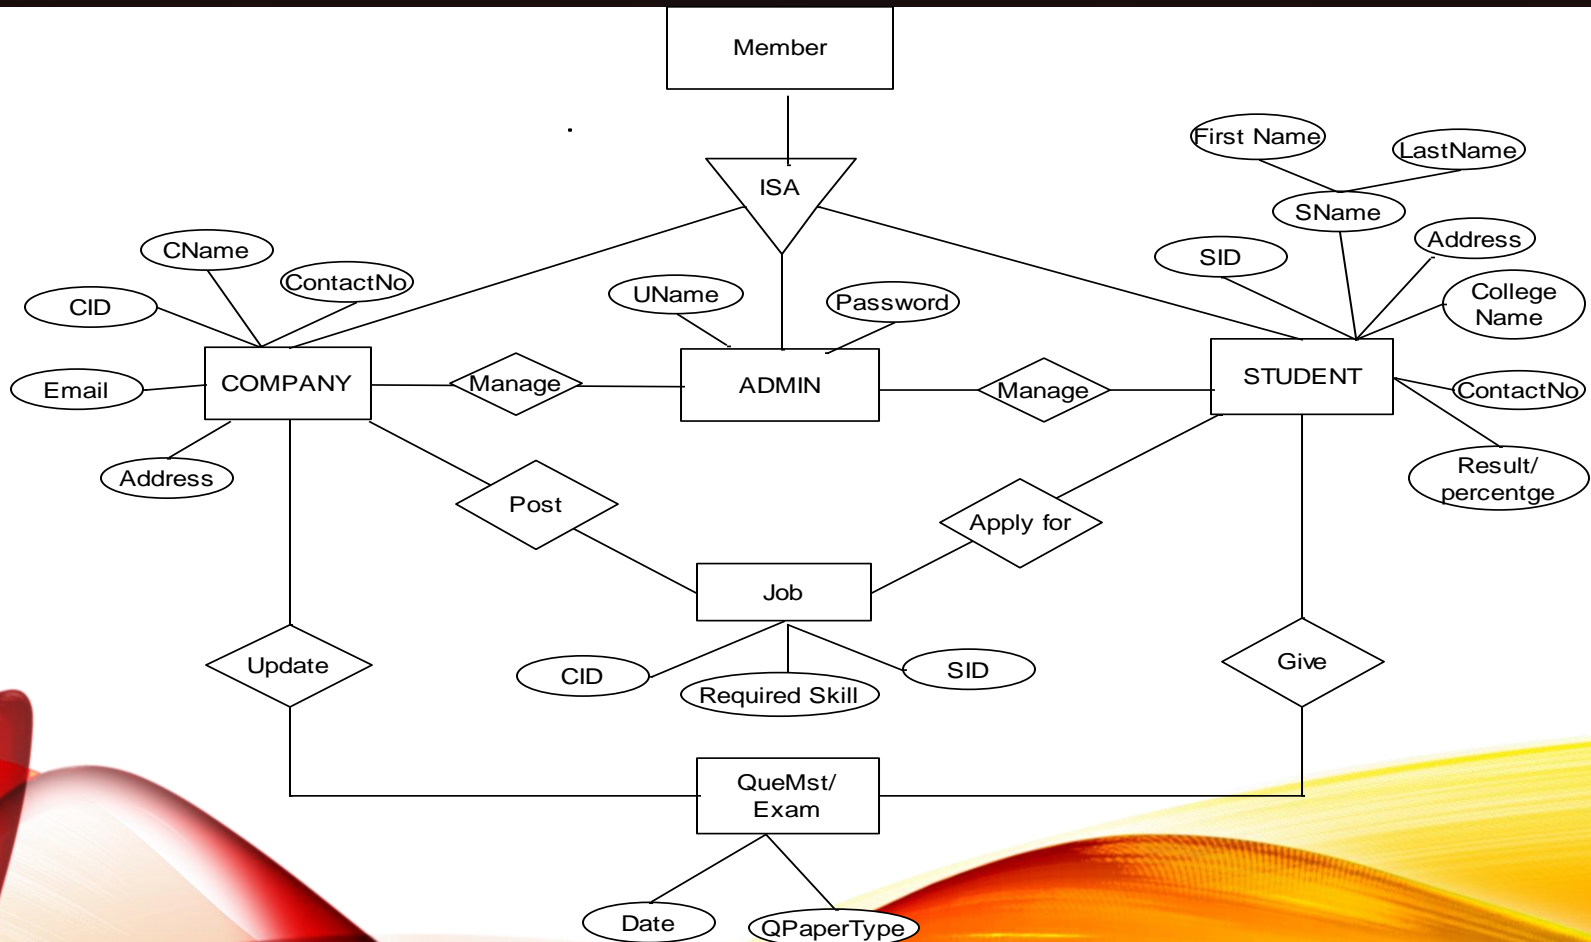 Member
First Name
LastName
ISA
SName
CName
Address
SID
ContactNo
UName
Password
College
Name
CID
COMPANY
Manage
ADMIN
Manage
STUDENT
Email
ContactNo
Address
Result/
percentge
Post
Apply for
Job
Update
Give
CID
Required Skill
SID
QueMst/
Exam
Date
QPaperType